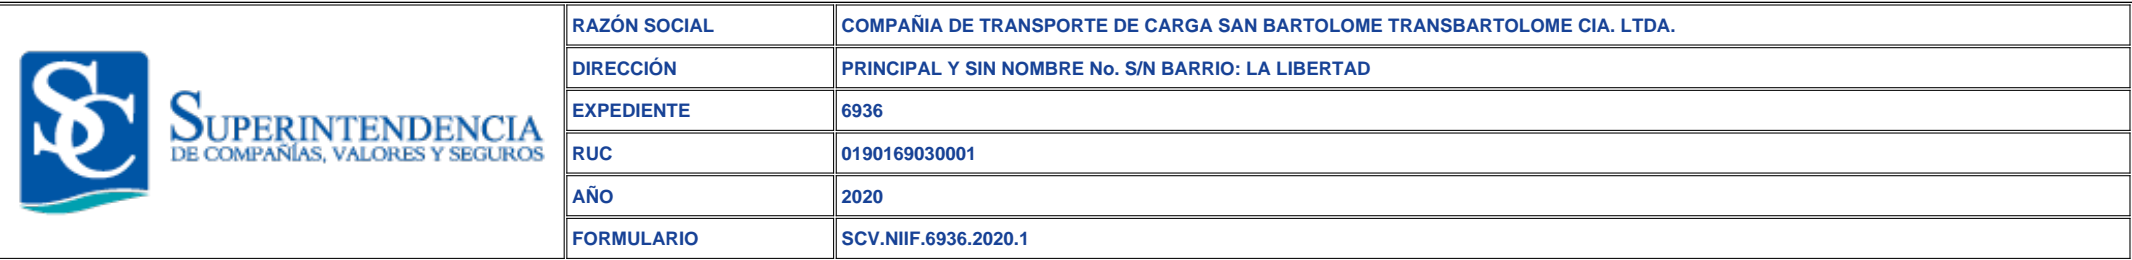 SC
SUPERINTENDENCIA
DE COMPAÑÍAS, VALORES Y SEGUROS
RAZÓN SOCIAL COMPAÑIA DE TRANSPORTE DE CARGA SAN BARTOLOME TRANSBARTOLOME CIA. LTDA.
DIRECCIÓN PRINCIPAL Y SIN NOMBRE No. S/N BARRIO: LA LIBERTAD
EXPEDIENTE 6936
RUC 0190169030001
AÑO 2020
FORMULARIO SCV.NIIF.6936.2020.1